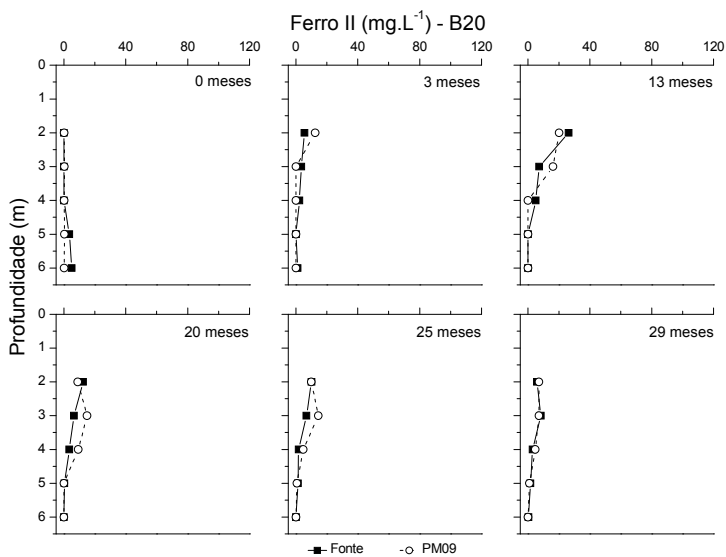 Ferro II (mg.L⁻¹) - B20
0 40 80 120 0 40 80 120 0 40 80 120
0 meses 3 meses 13 meses
0
1
2
3
4
5
6
20 meses 25 meses 29 meses
0
1
2
3
4
5
6
Profundidade (m)
Fonte PM09